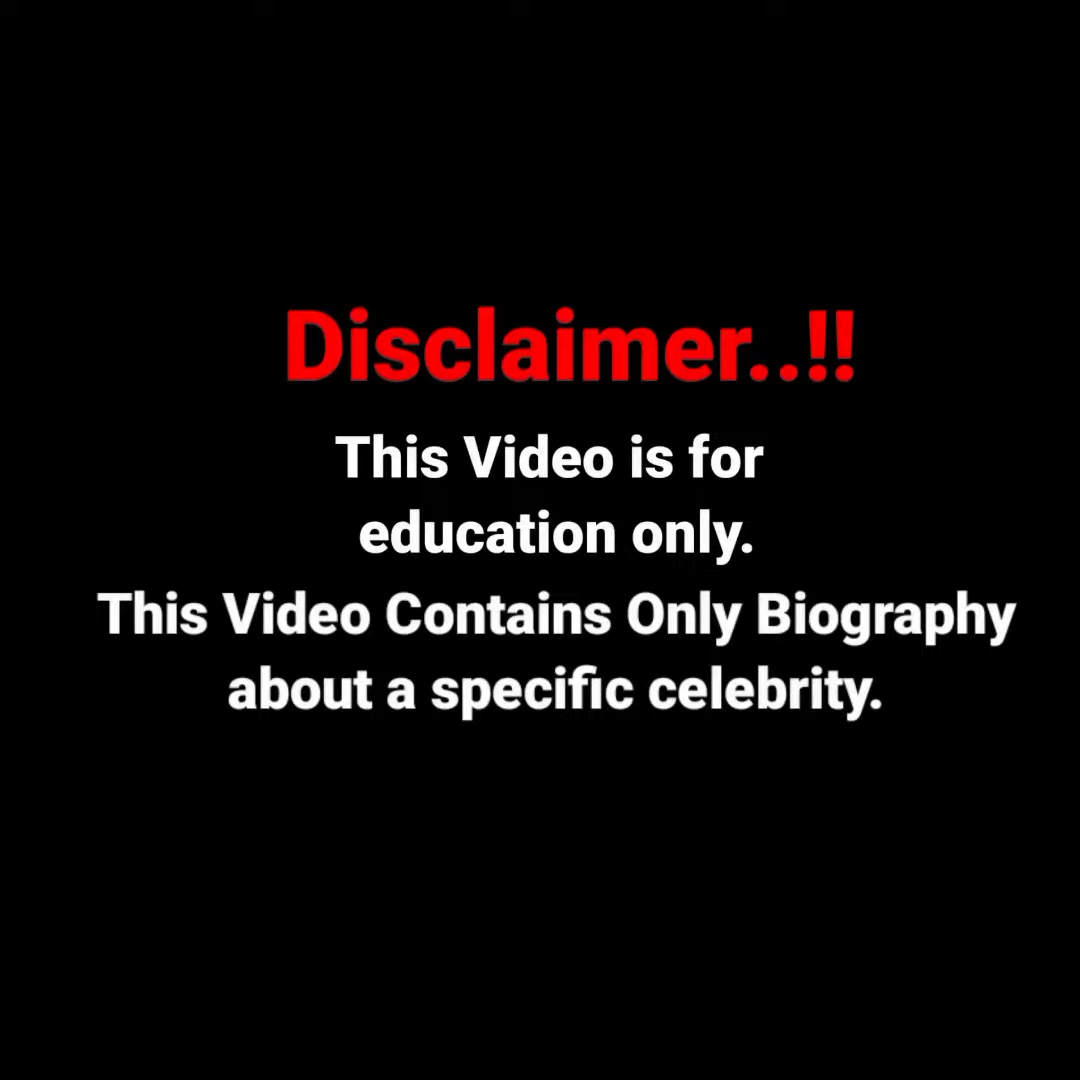 Disclaimer..!!
This Video is for
education only.
This Video Contains Only Biography
about a specific celebrity.